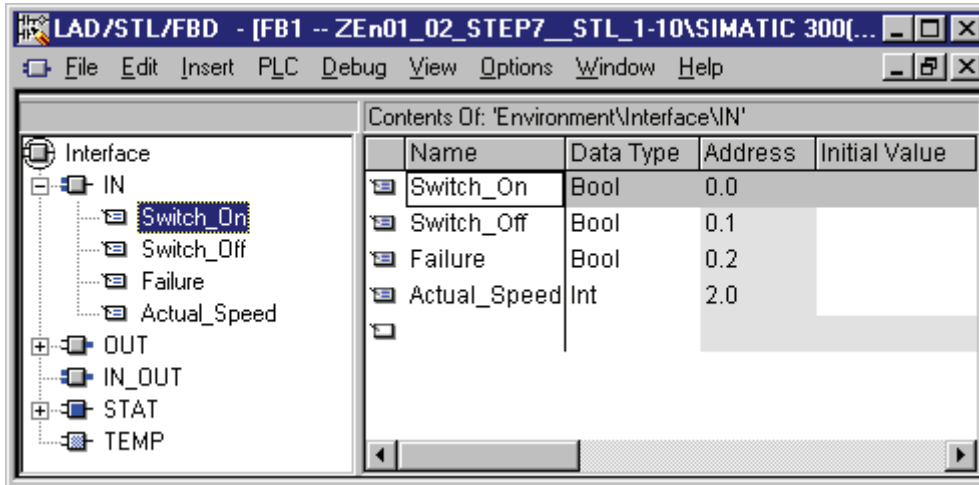 LAD/STL/FBD - [FB1 -- ZEn01_02_STEP7__STL_1-10\SIMATIC 300(...
File Edit Insert PLC Debug View Options Window Help
Contents Of: 'Environment\Interface\IN'
Interface
IN
Switch_On
Switch_Off
Failure
Actual_Speed
OUT
IN_OUT
STAT
TEMP
Name Data Type Address Initial Value
Switch_On Bool 0.0
Switch_Off Bool 0.1
Failure Bool 0.2
Actual_Speed Int 2.0